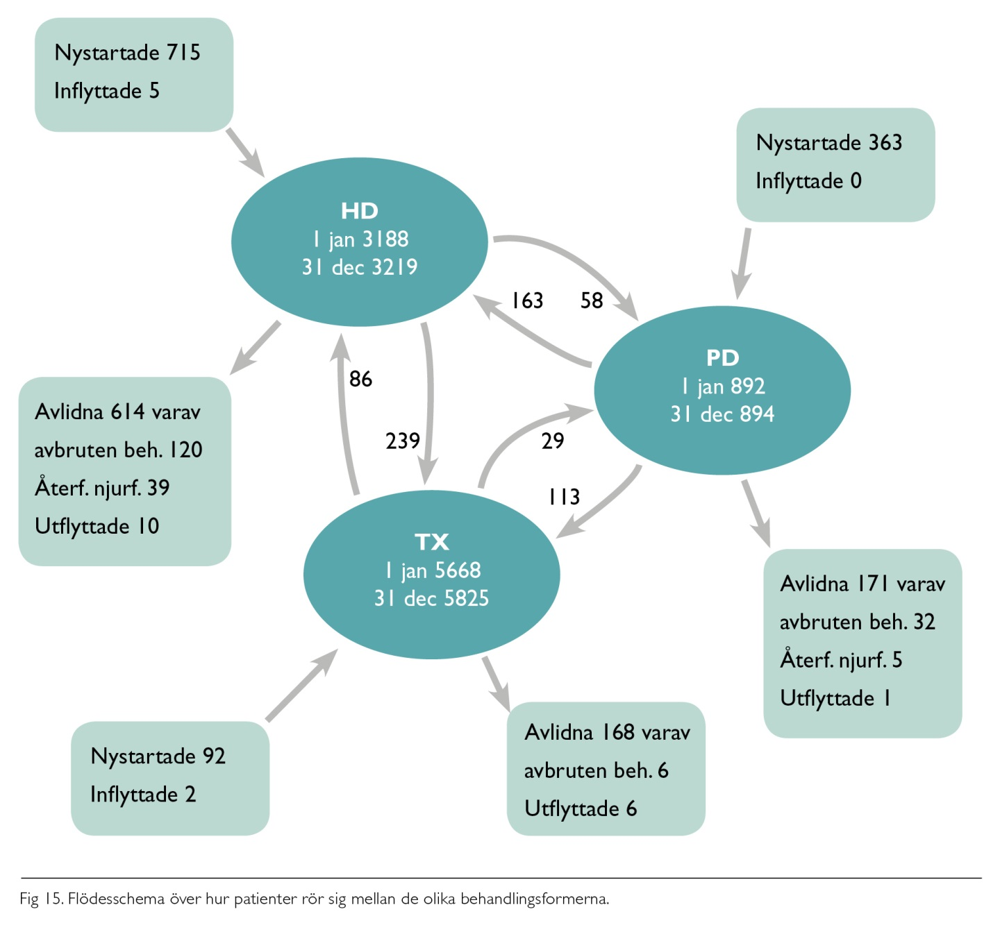 Nystartade 715
Inflyttade 5
Nystartade 363
Inflyttade 0
HD
1 jan 3188
31 dec 3219
163
58
PD
1 jan 892
31 dec 894
86
239
29
113
Avlidna 614 varav
avbruten beh. 120
Återf. njurf. 39
Utflyttade 10
TX
1 jan 5668
31 dec 5825
Avlidna 171 varav
avbruten beh. 32
Återf. njurf. 5
Utflyttade 1
Nystartade 92
Inflyttade 2
Avlidna 168 varav
avbruten beh. 6
Utflyttade 6
Fig 15. Flödesschema över hur patienter rör sig mellan de olika behandlingsformerna.